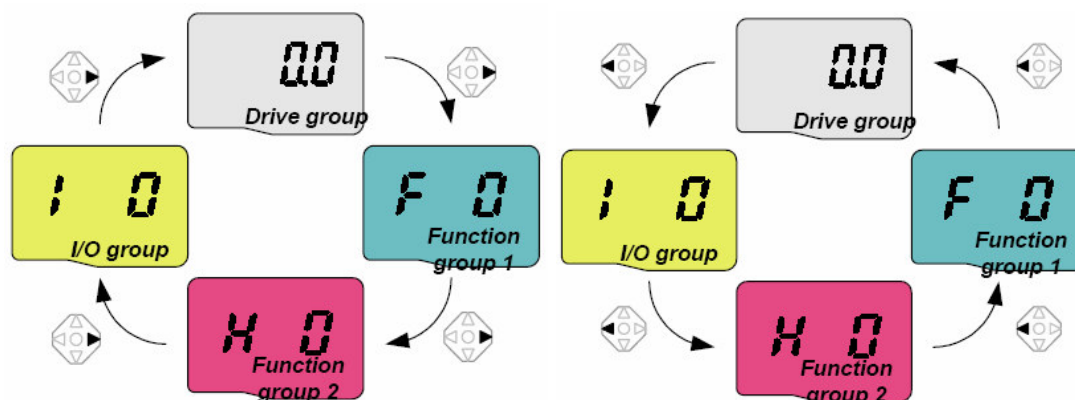 0.0
Drive group
0.0
Drive group
I 0
I/O group
F 0
Function
group 1
I 0
I/O group
F 0
Function
group 1
H 0
Function
group 2
H 0
Function
group 2